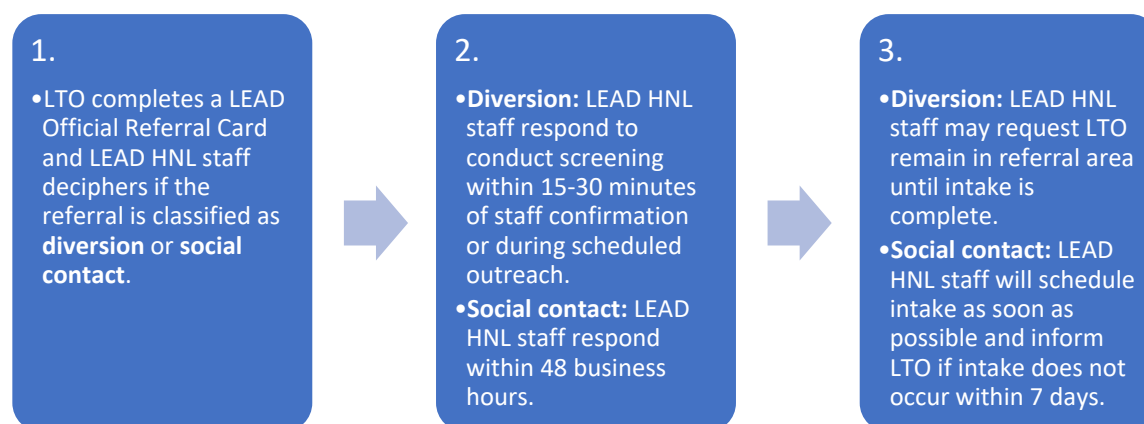 1.
•LTO completes a LEAD
Official Referral Card
and LEAD HNL staff
deciphers if the
referral is classified as
diversion or social
contact.
2.
•Diversion: LEAD HNL
staff respond to
conduct screening
within 15-30 minutes
of staff confirmation
or during scheduled
outreach.
•Social contact: LEAD
HNL staff respond
within 48 business
hours.
3.
•Diversion: LEAD HNL
staff may request LTO
remain in referral area
until intake is
complete.
•Social contact: LEAD
HNL staff will schedule
intake as soon as
possible and inform
LTO if intake does not
occur within 7 days.